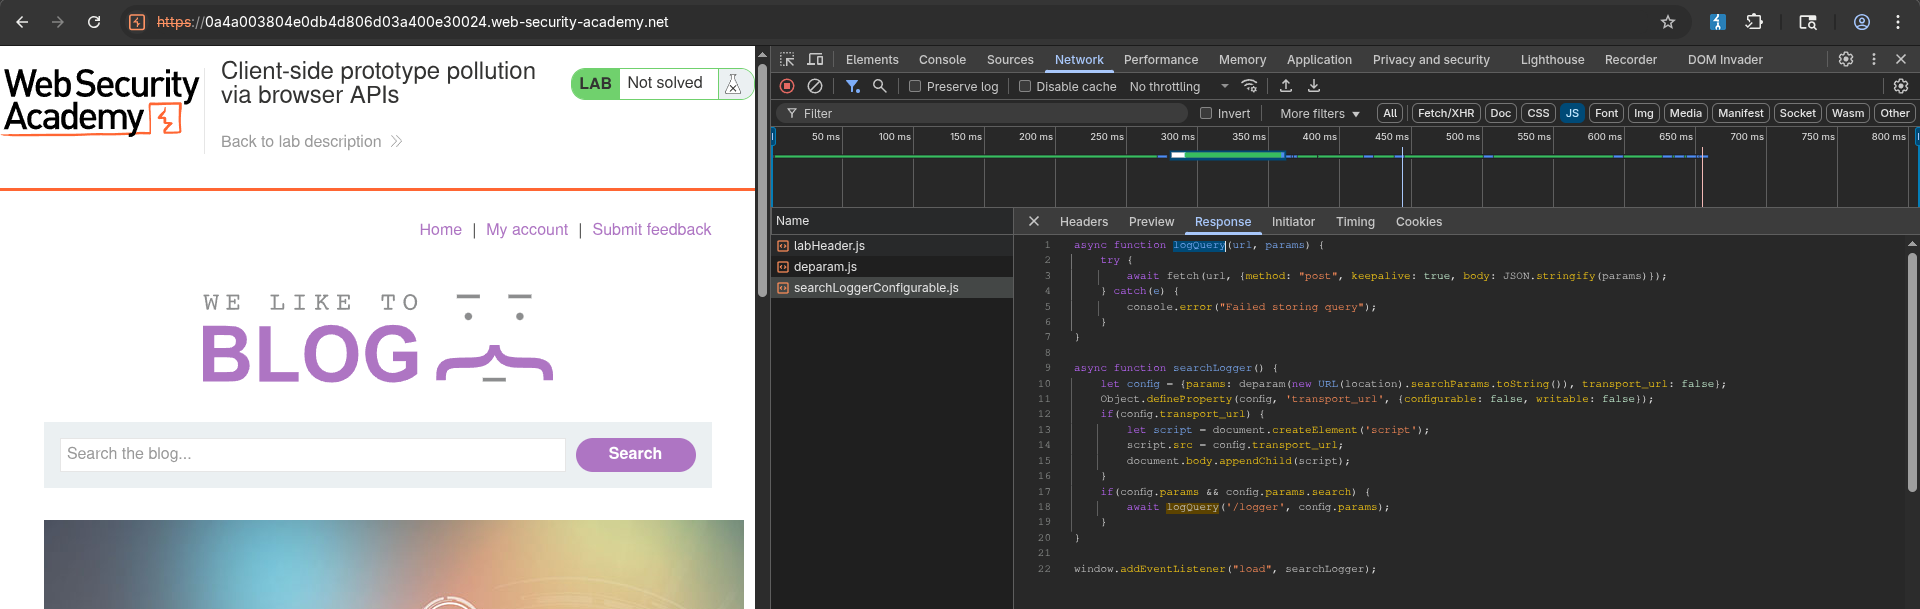 https://0a4a003804e0db4d806d03a400e30024.web-security-academy.net
Web Security
Academy
Client-side prototype pollution
via browser APIs
LAB Not solved
Back to lab description
Home | My account | Submit feedback
WE LIKE TO
BLOG
Search the blog...
Search
Elements Console Sources Network Performance Memory Application Privacy and security Lighthouse Recorder DOM Invader
Preserve log Disable cache No throttling
Filter Invert More filters All Fetch/XHR Doc CSS JS Font Img Media Manifest Socket Wasm Other
50 ms 100 ms 150 ms 200 ms 250 ms 300 ms 350 ms 400 ms 450 ms 500 ms 550 ms 600 ms 650 ms 700 ms 750 ms 800 ms
Name
labHeader.js
deparam.js
searchLoggerConfigurable.js
Headers Preview Response Initiator Timing Cookies
1 async function logQuery(url, params) {
2 try {
3 await fetch(url, {method: "post", keepalive: true, body: JSON.stringify(params)});
4 } catch(e) {
5 console.error("Failed storing query");
6 }
7 }
8
9 async function searchLogger() {
10 let config = {params: deparam(new URL(location).searchParams.toString()), transport_url: false};
11 Object.defineProperty(config, 'transport_url', {configurable: false, writable: false});
12 if(config.transport_url) {
13 let script = document.createElement('script');
14 script.src = config.transport_url;
15 document.body.appendChild(script);
16 }
17 if(config.params && config.params.search) {
18 await logQuery('/logger', config.params);
19 }
20 }
21
22 window.addEventListener("load", searchLogger);